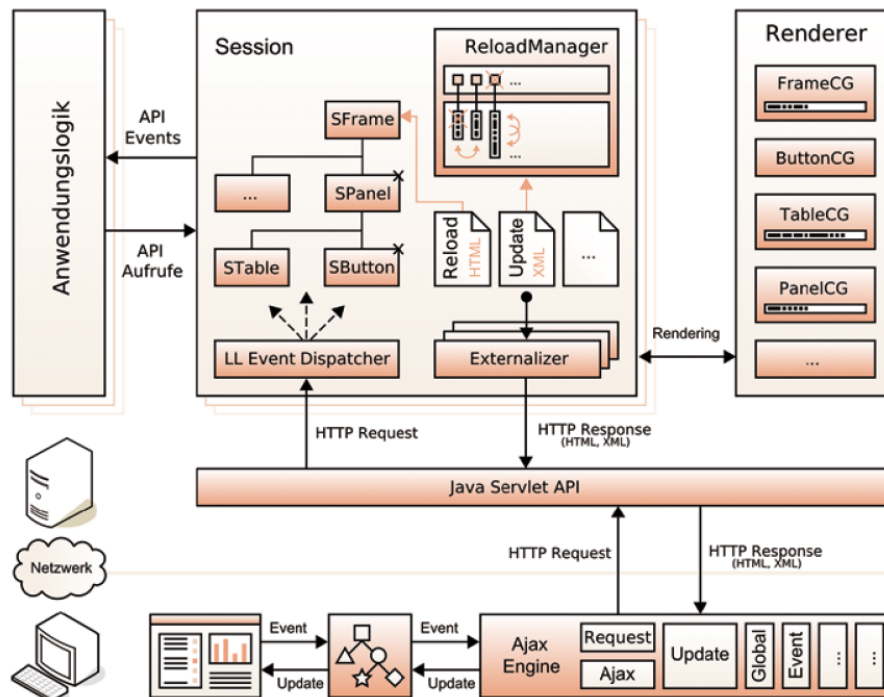 Session
ReloadManager
Renderer
...
...
FrameCG
ButtonCG
TableCG
PanelCG
...
Anwendungslogik
API
Events
API
Aufrufe
SFrame
...
SPanel
STable
SButton
Reload
HTML
Update
XML
...
LL Event Dispatcher
Externalizer
Rendering
HTTP Request
HTTP Response
(HTML, XML)
Java Servlet API
Netzwerk
HTTP Request
HTTP Response
(HTML, XML)
Event
Update
Event
Update
Ajax
Engine
Request
Ajax
Update
Global
Event
...
...